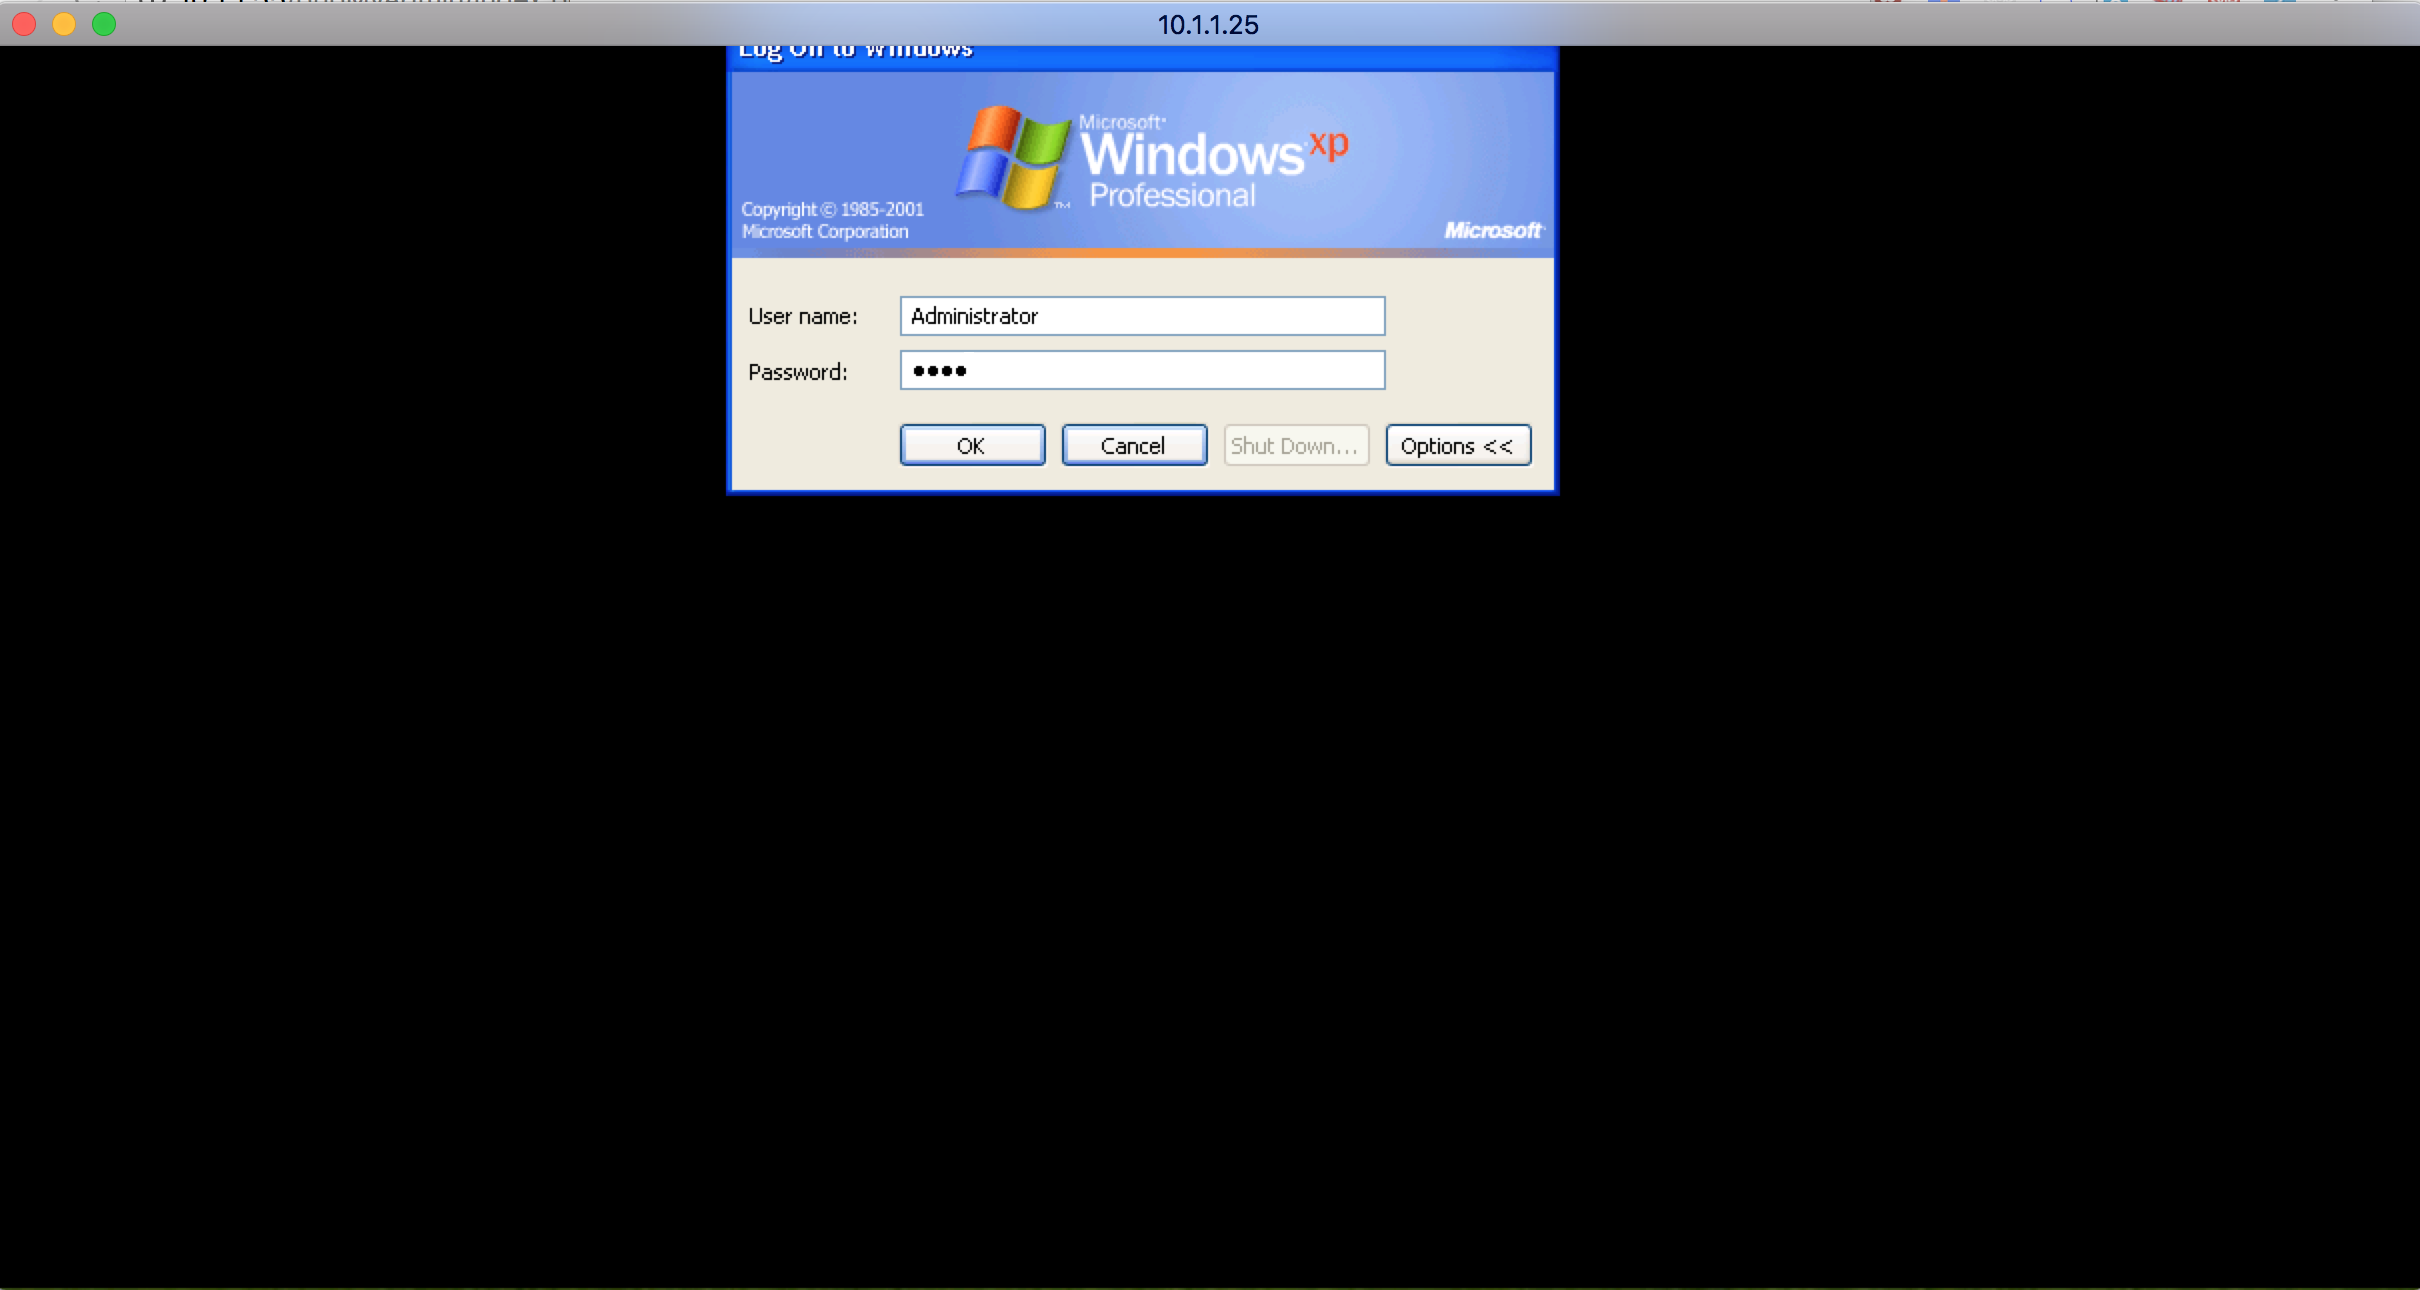 10.1.1.25
Log On to Windows
Microsoft
Windows xp
Professional
TM
Copyright © 1985-2001
Microsoft Corporation
Microsoft
User name:
Administrator
Password:
OK
Cancel
Shut Down...
Options <<